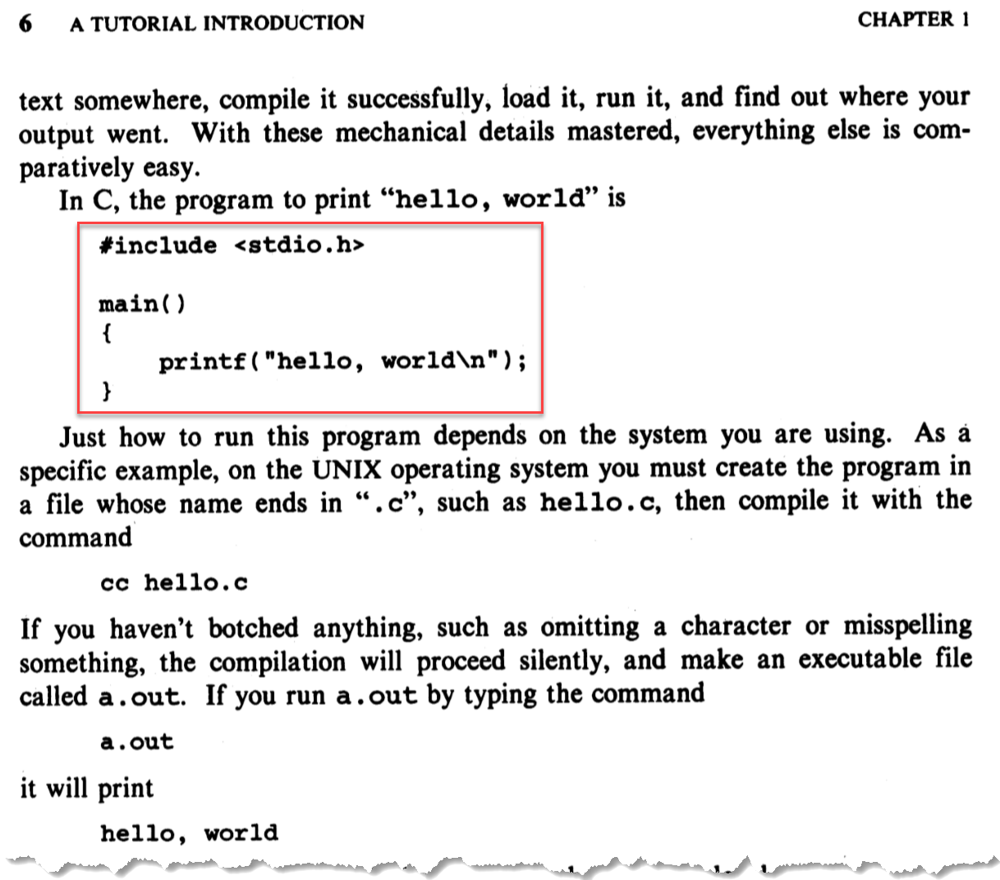 6 A TUTORIAL INTRODUCTION CHAPTER 1
text somewhere, compile it successfully, load it, run it, and find out where your
output went. With these mechanical details mastered, everything else is com-
paratively easy.
In C, the program to print “hello, world” is
#include <stdio.h>
main()
{
printf("hello, world\n");
}
Just how to run this program depends on the system you are using. As a
specific example, on the UNIX operating system you must create the program in
a file whose name ends in “.c”, such as hello.c, then compile it with the
command
cc hello.c
If you haven't botched anything, such as omitting a character or misspelling
something, the compilation will proceed silently, and make an executable file
called a.out. If you run a.out by typing the command
a.out
it will print
hello, world